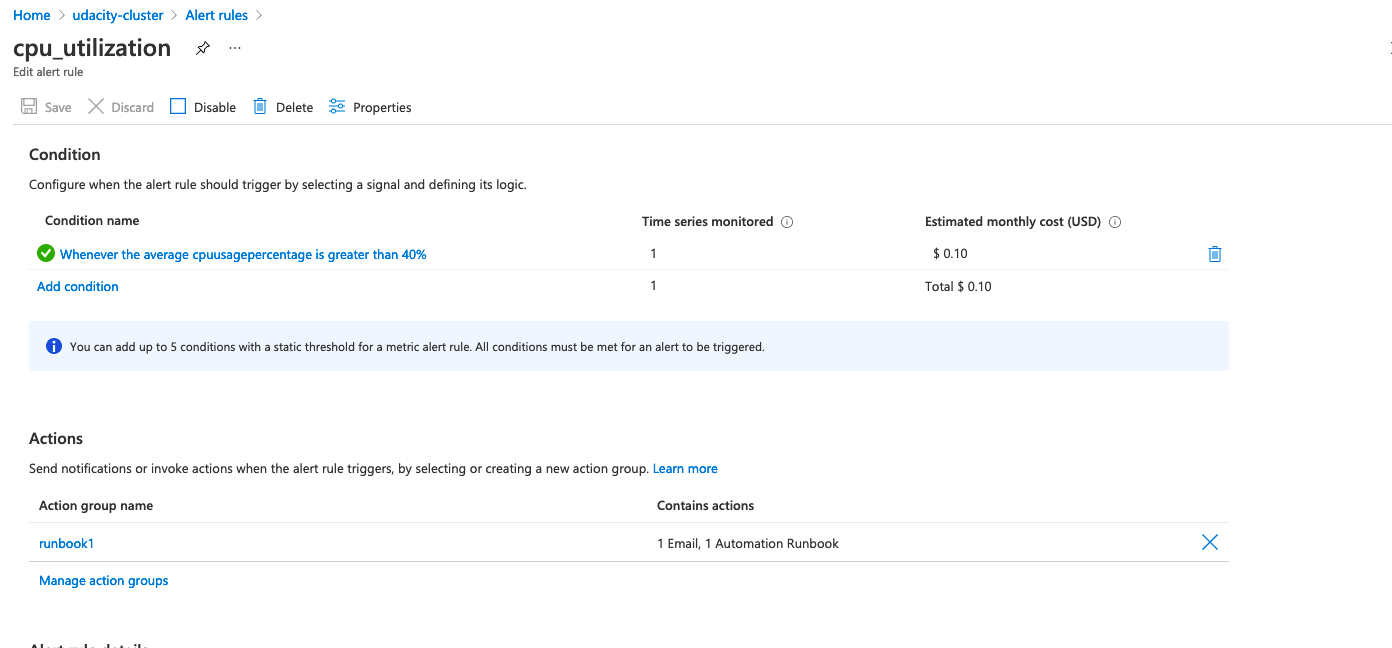 Home > udacity-cluster > Alert rules >
cpu_utilization ...
Edit alert rule
Save Discard Disable Delete Properties
Condition
Configure when the alert rule should trigger by selecting a signal and defining its logic.
Condition name Time series monitored Estimated monthly cost (USD)
Whenever the average cpuusagepercentage is greater than 40% 1 $ 0.10
Add condition 1 Total $ 0.10
You can add up to 5 conditions with a static threshold for a metric alert rule. All conditions must be met for an alert to be triggered.
Actions
Send notifications or invoke actions when the alert rule triggers, by selecting or creating a new action group. Learn more
Action group name Contains actions
runbook1 1 Email, 1 Automation Runbook
Manage action groups
Alert rule details